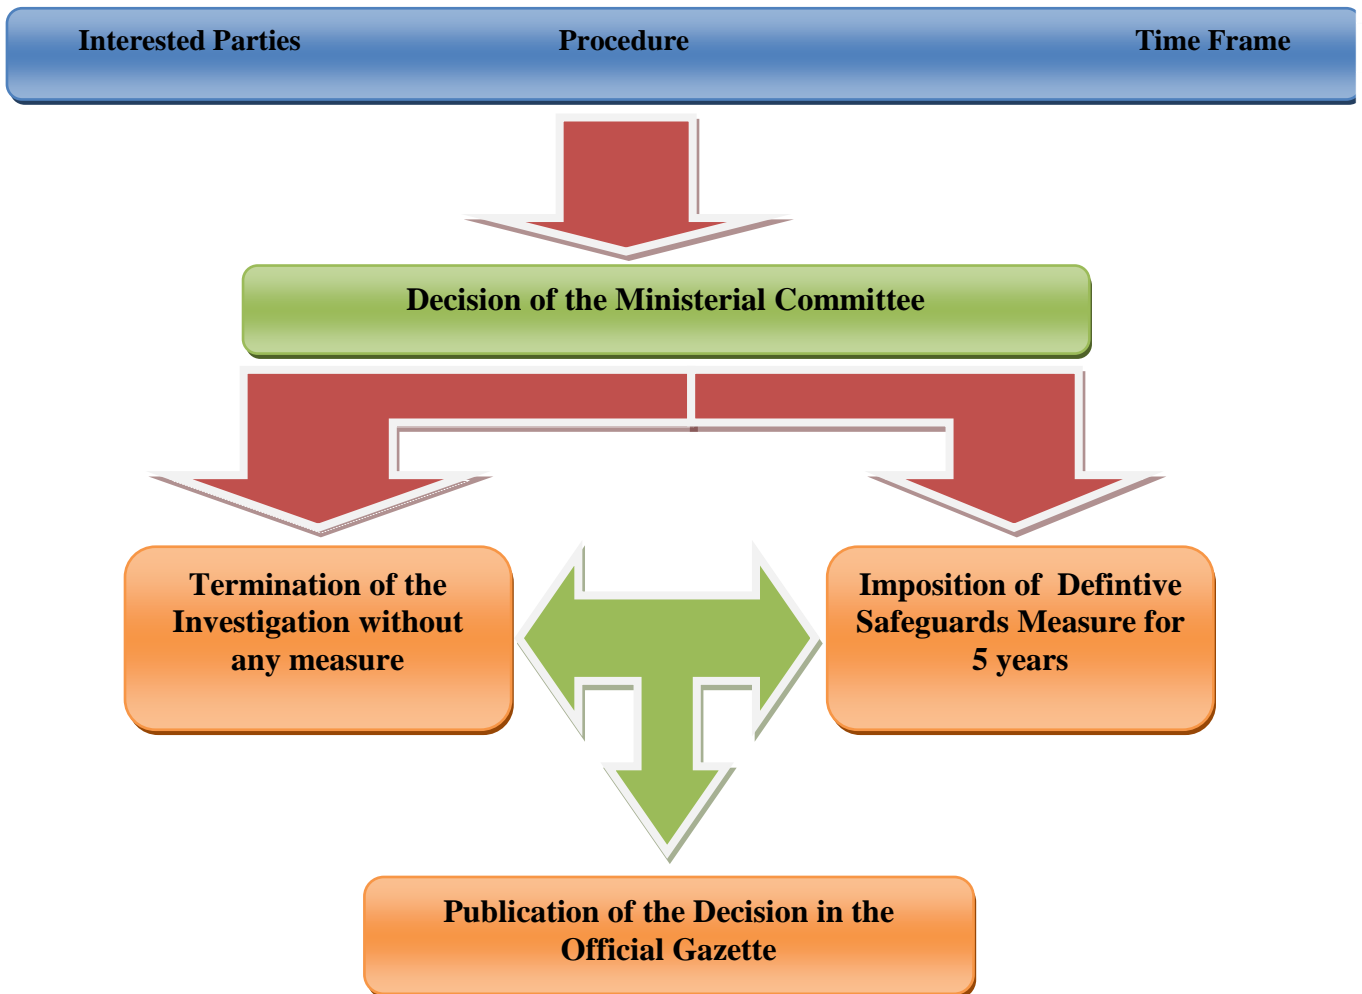 Interested Parties Procedure Time Frame
Decision of the Ministerial Committee
Termination of the
Investigation without
any measure
Imposition of Defintive
Safeguards Measure for
5 years
Publication of the Decision in the
Official Gazette